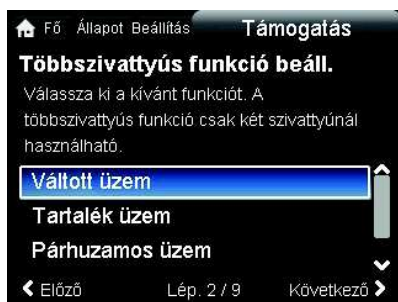 Fő Állapot Beállítás Támogatás
Többszivattyús funkció beáll.
Válassza ki a kívánt funkciót. A
többszivattyús funkció csak két szivattyúnál
használható.
Váltott üzem
Tartalék üzem
Párhuzamos üzem
Előző Lép. 2 / 9 Következő